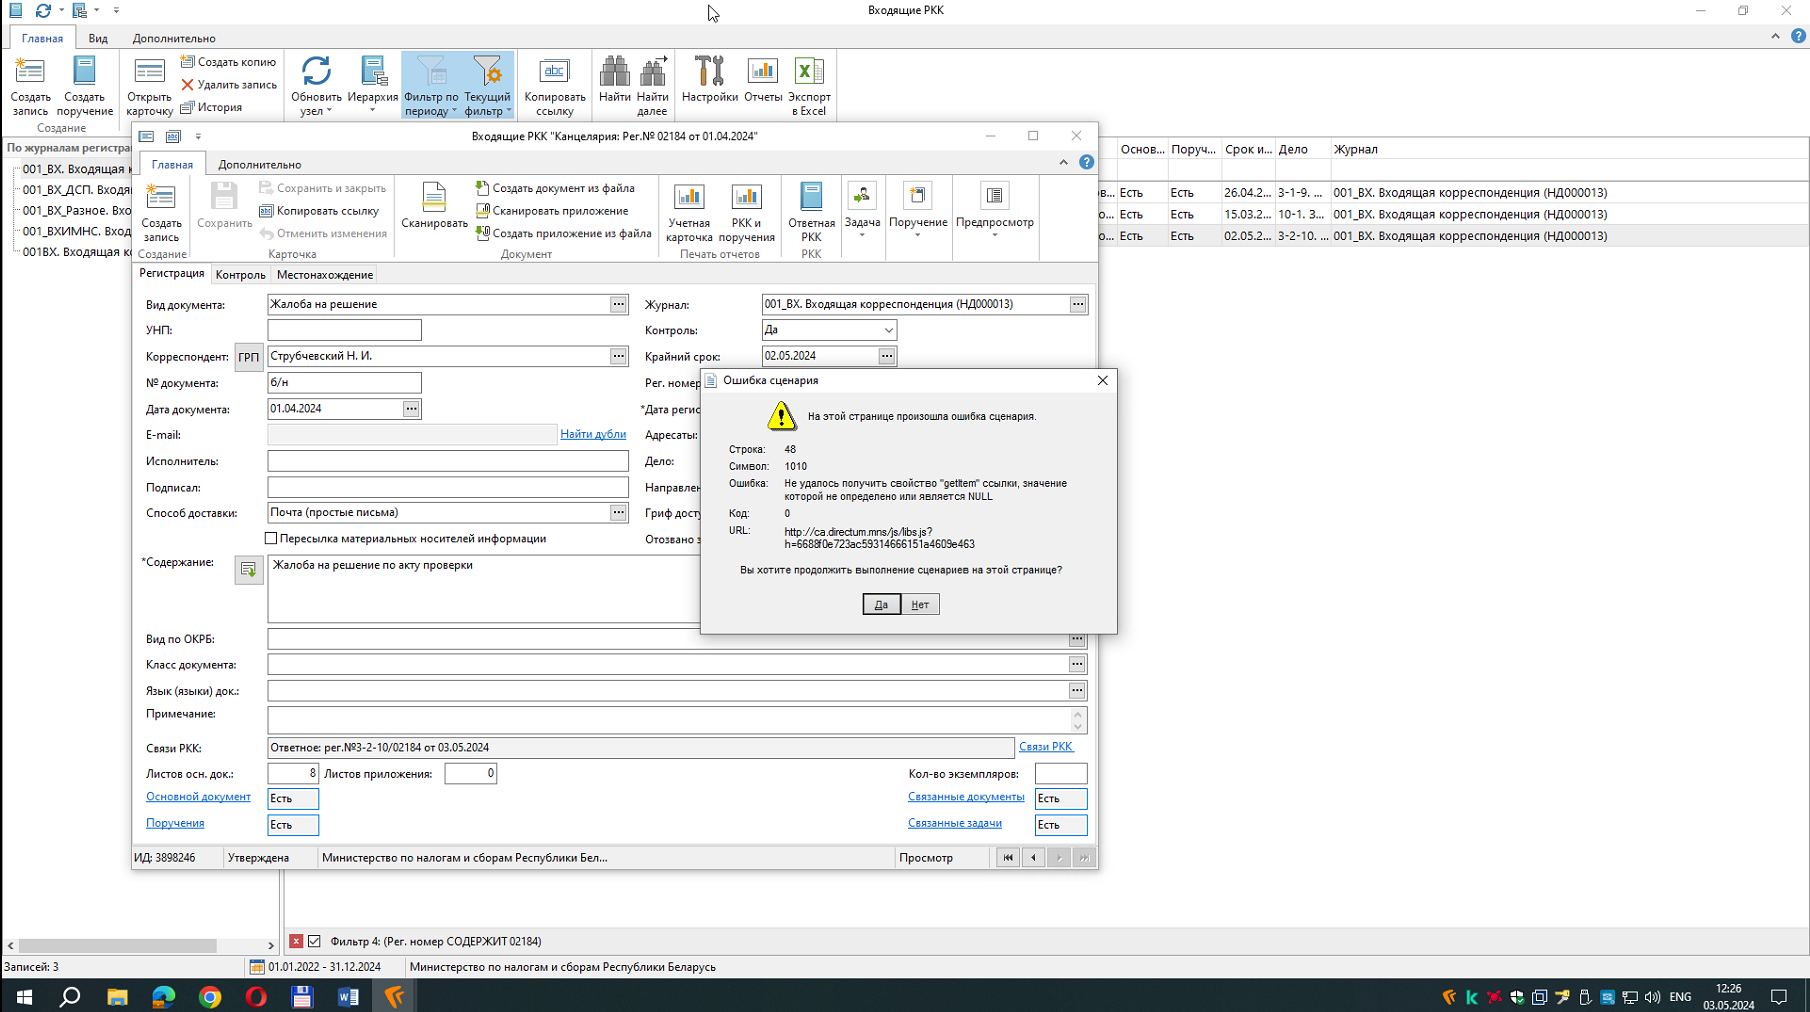 Входящие РКК
Главная Вид Дополнительно
Создать запись
Создать поручение
Создание
Открыть карточку
Создать копию
Удалить запись
История
Обновить узел
Иерархия
Фильтр по периоду
Текущий фильтр
Копировать ссылку
Найти
Найти далее
Настройки
Отчеты
Экспорт в Excel
По журналам регистра
001_ВХ. Входящая к
001_ВХ_ДСП. Входя
001_ВХ_Разное. Вхо
001_ВХИМНС. Вход
001ВХ. Входящая кс
Основ... Поруч... Срок и... Дело Журнал
ов... Есть Есть 26.04.2... 3-1-9. ... 001_ВХ. Входящая корреспонденция (НД000013)
о... Есть Есть 15.03.2... 10-1. З... 001_ВХ. Входящая корреспонденция (НД000013)
о... Есть Есть 02.05.2... 3-2-10. ... 001_ВХ. Входящая корреспонденция (НД000013)
Входящие РКК "Канцелярия: Рег.№ 02184 от 01.04.2024"
Главная Дополнительно
Создать запись
Создание
Сохранить
Сохранить и закрыть
Копировать ссылку
Отменить изменения
Карточка
Сканировать
Создать документ из файла
Сканировать приложение
Создать приложение из файла
Документ
Учетная карточка
РКК и поручения
Печать отчетов
Ответная РКК
РКК
Задача
Поручение
Предпросмотр
Регистрация Контроль Местонахождение
Вид документа: Жалоба на решение
Журнал: 001_ВХ. Входящая корреспонденция (НД000013)
УНП:
Контроль: Да
Корреспондент: ГРП Струбчевский Н. И.
Крайний срок: 02.05.2024
№ документа: б/н
Рег. номер
Дата документа: 01.04.2024
*Дата регис
E-mail: Найти дубли
Адресаты:
Исполнитель:
Дело:
Подписал:
Направлен
Способ доставки: Почта (простые письма)
Гриф досту
Пересылка материальных носителей информации
Отозвано з
*Содержание: Жалоба на решение по акту проверки
Вид по ОКРБ:
Класс документа:
Язык (языки) док.:
Примечание:
Связи РКК: Ответное: рег.№3-2-10/02184 от 03.05.2024 Связи РКК
Листов осн. док.: 8 Листов приложения: 0 Кол-во экземпляров:
Основной документ Есть Связанные документы Есть
Поручения Есть Связанные задачи Есть
ИД: 3898246 Утверждена Министерство по налогам и сборам Республики Бел... Просмотр
Ошибка сценария
На этой странице произошла ошибка сценария.
Строка: 48
Символ: 1010
Ошибка: Не удалось получить свойство "getItem" ссылки, значение
которой не определено или является NULL
Код: 0
URL: http://ca.directum.mns/js/libs.js?
h=6688f0e723ac59314666151a4609e463
Вы хотите продолжить выполнение сценариев на этой странице?
Да Нет
Фильтр 4: (Рег. номер СОДЕРЖИТ 02184)
Записей: 3 01.01.2022 - 31.12.2024 Министерство по налогам и сборам Республики Беларусь
ENG
12:26
03.05.2024